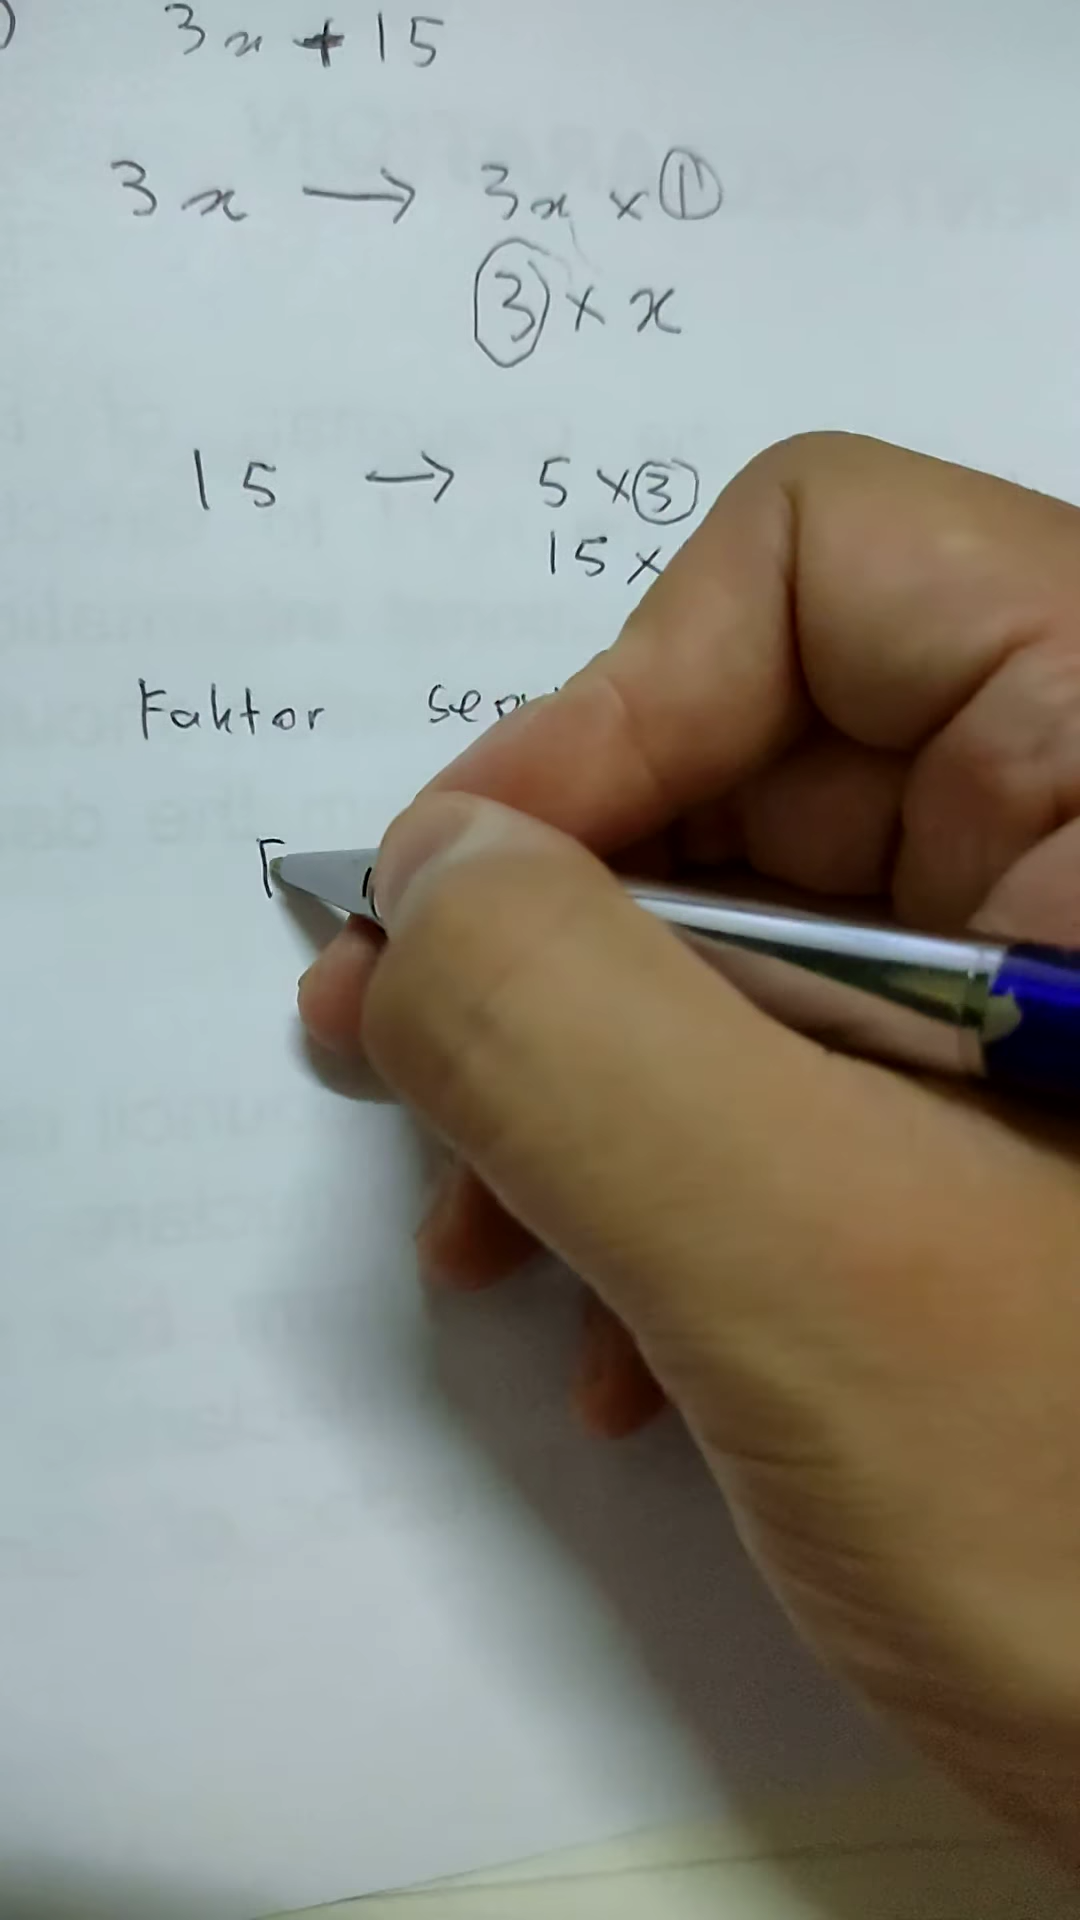 ) 3x + 15
3x → 3x × 1
3 × x
15 → 5 × 3
15 ×
Faktor